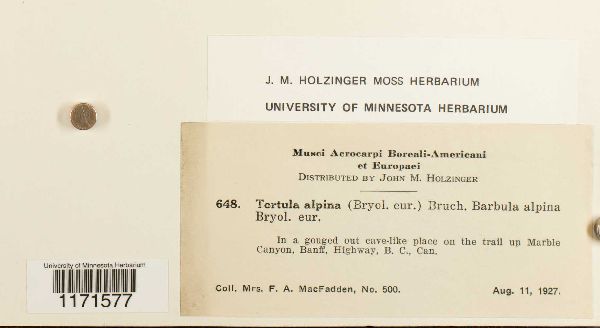 J. M. HOLZINGER MOSS HERBARIUM
UNIVERSITY OF MINNESOTA HERBARIUM
Musci Acrocarpi Boreali-Americani
et Europaei
DISTRIBUTED BY JOHN M. HOLZINGER
648. Tortula alpina (Bryol. eur.) Bruch. Barbula alpina
Bryol. eur.
In a gouged out cave-like place on the trail up Marble
Canyon, Banff, Highway, B. C., Can.
Coll. Mrs. F. A. MacFadden, No. 500. Aug. 11, 1927.
University of Minnesota Herbarium
1171577